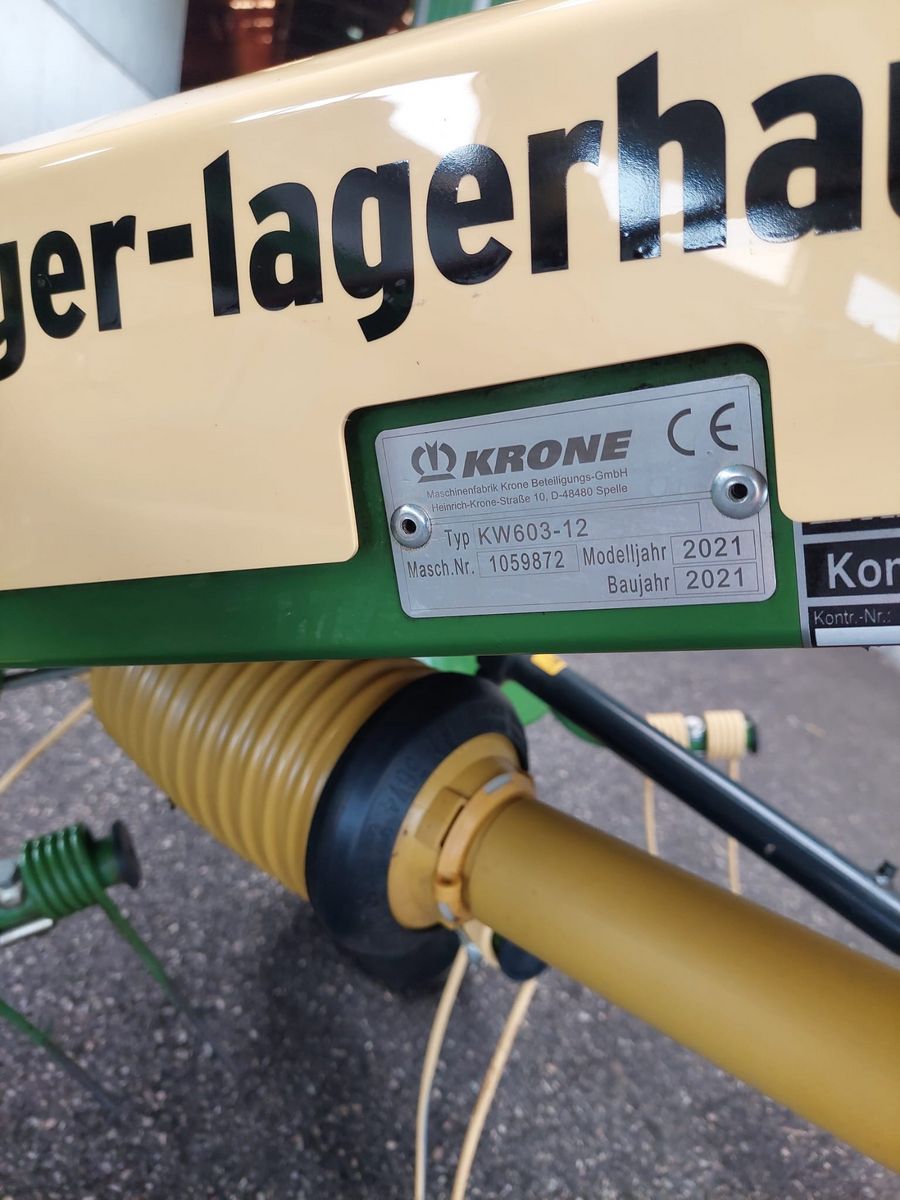 ger-lagerhau
CE
KRONE
Maschinenfabrik Krone Beteiligungs-GmbH
Heinrich-Krone-Straße 10, D-48480 Spelle
Typ KW603-12
Masch.Nr. 1059872 Modelljahr 2021
Baujahr 2021
Kon
Kontr.-Nr.: